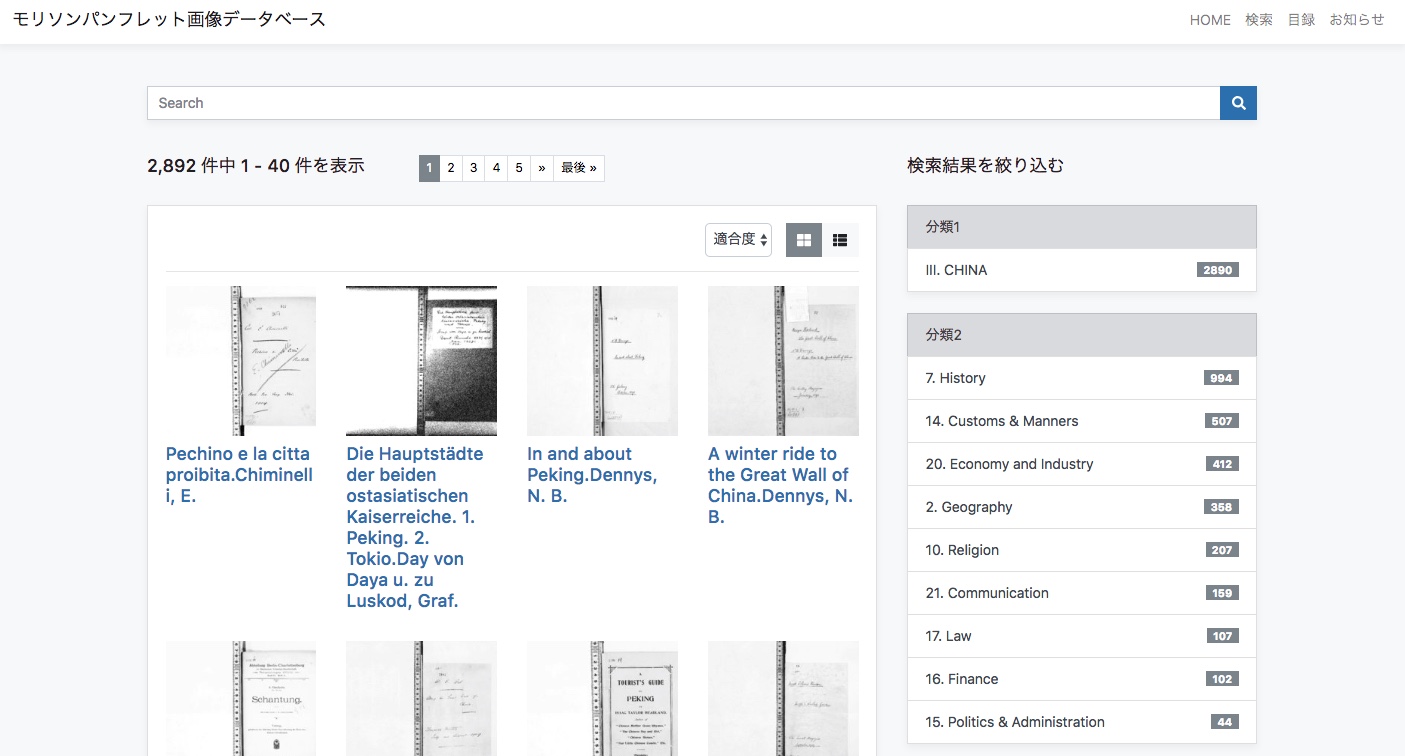 モリソンパンフレット画像データベース
HOME 検索 目録 お知らせ
Search
2,892 件中 1 - 40 件を表示
1 2 3 4 5 » 最後 »
検索結果を絞り込む
適合度
分類1
III. CHINA 2890
分類2
7. History 994
14. Customs & Manners 507
20. Economy and Industry 412
2. Geography 358
10. Religion 207
21. Communication 159
17. Law 107
16. Finance 102
15. Politics & Administration 44
Pechino e la citta
proibita.Chiminell
i, E.
Die Hauptstädte
der beiden
ostasiatischen
Kaiserreiche. 1.
Peking. 2.
Tokio.Day von
Daya u. zu
Luskod, Graf.
In and about
Peking.Dennys,
N. B.
A winter ride to
the Great Wall of
China.Dennys, N.
B.
Schantung.
A
TOURIST'S GUIDE
TO
PEKING
ISAAC TAYLOR HEADLAND